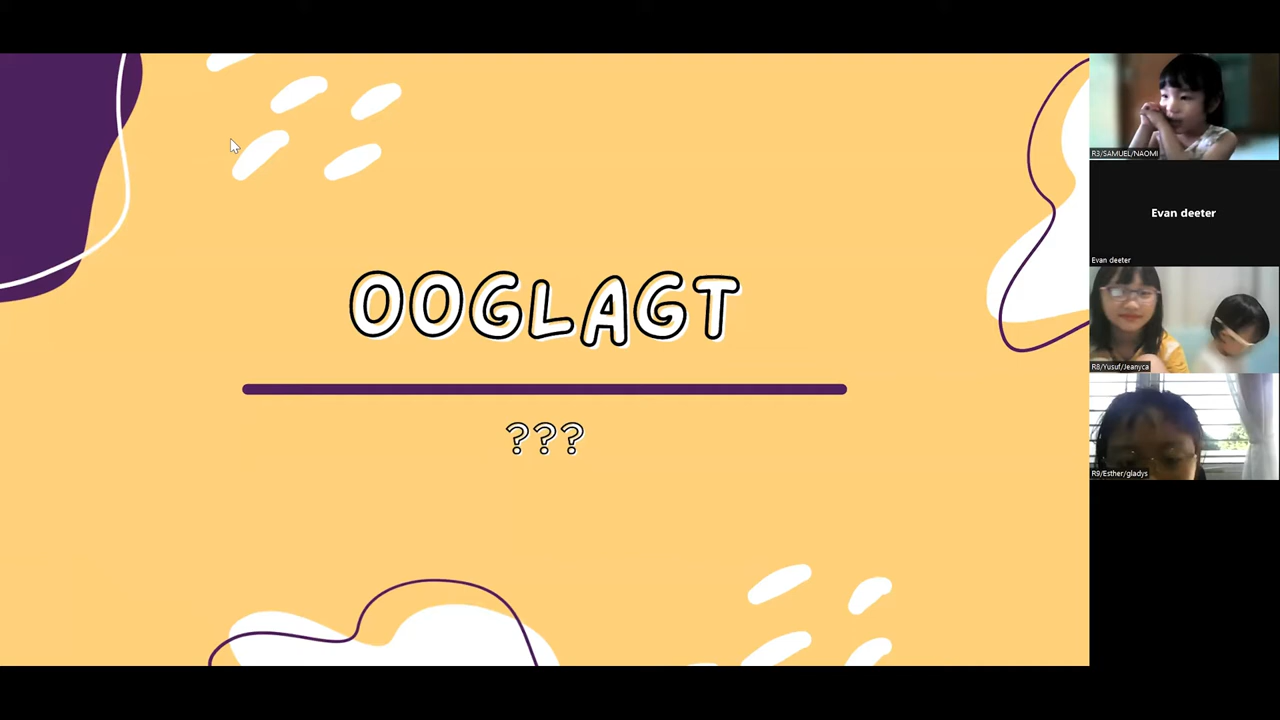 OOGLAGT
???
R3/SAMUEL/NAOMI
Evan deeter
Evan deeter
R8/Yusuf/Jeanyca
R9/Esther/gladys